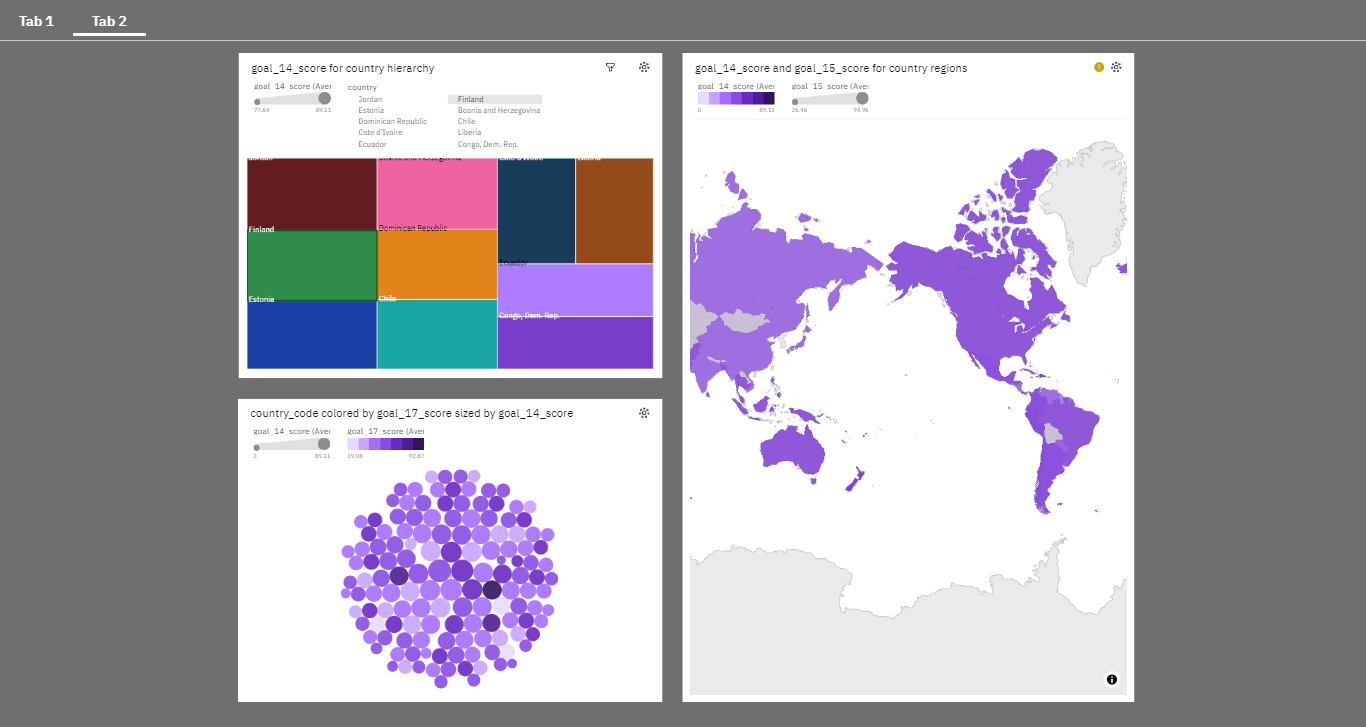 Tab 1 Tab 2
goal_14_score for country hierarchy
goal_14_score (Aver
77.64 89.11
country
Jordan Finland
Estonia Bosnia and Herzegovina
Dominican Republic Chile
Cote d'Ivoire Liberia
Ecuador Congo, Dem. Rep.
Jordan Bosnia and Herzegovina Cote d'Ivoire Liberia
Finland Dominican Republic
Ecuador
Estonia Chile
Congo, Dem. Rep.
country_code colored by goal_17_score sized by goal_14_score
goal_14_score (Aver goal_17_score (Aver
0 89.11 19.08 92.67
goal_14_score and goal_15_score for country regions
goal_14_score (Aver goal_15_score (Aver
0 89.11 26.46 94.96